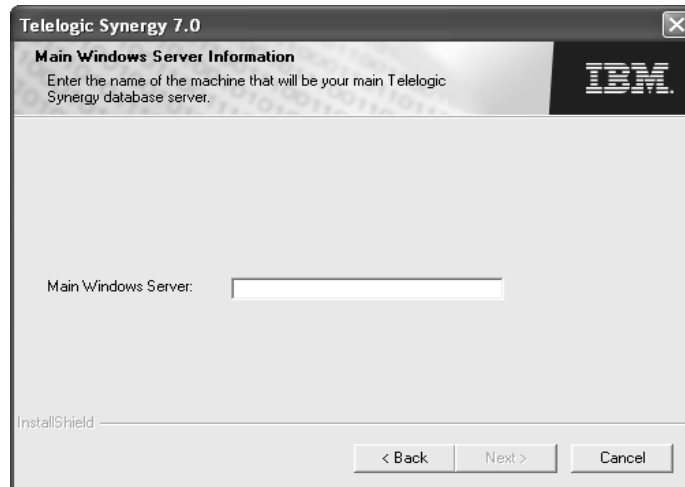 Telelogic Synergy 7.0
Main Windows Server Information
Enter the name of the machine that will be your main Telelogic
Synergy database server.
IBM.
Main Windows Server:
InstallShield
< Back
Next >
Cancel